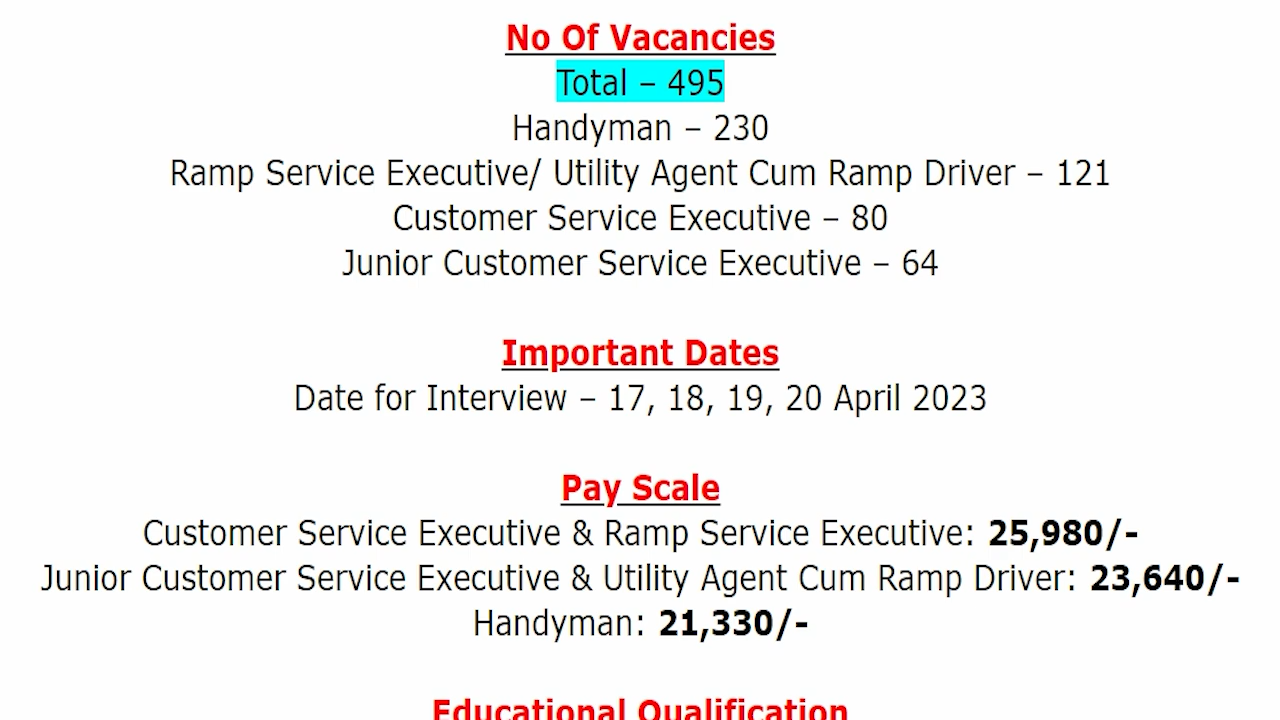 No Of Vacancies
Total – 495
Handyman – 230
Ramp Service Executive/ Utility Agent Cum Ramp Driver – 121
Customer Service Executive – 80
Junior Customer Service Executive – 64
Important Dates
Date for Interview – 17, 18, 19, 20 April 2023
Pay Scale
Customer Service Executive & Ramp Service Executive: 25,980/-
Junior Customer Service Executive & Utility Agent Cum Ramp Driver: 23,640/-
Handyman: 21,330/-
Educational Qualification